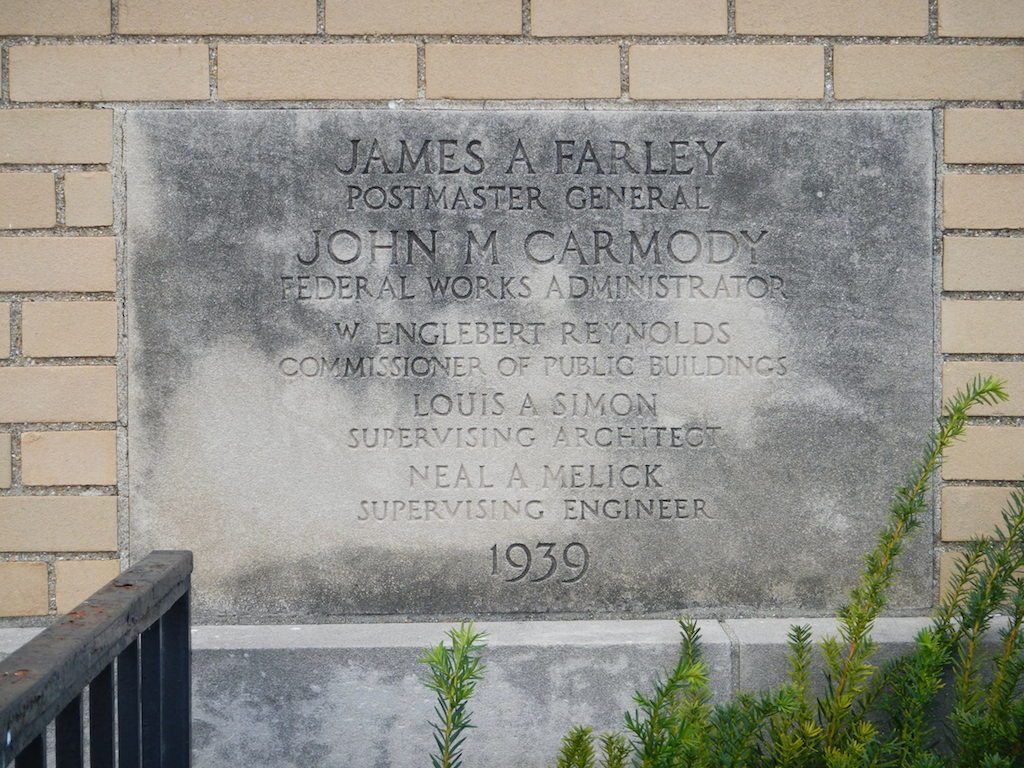 JAMES A FARLEY
POSTMASTER GENERAL
JOHN M CARMODY
FEDERAL WORKS ADMINISTRATOR
W ENGLEBERT REYNOLDS
COMMISSIONER OF PUBLIC BUILDINGS
LOUIS A SIMON
SUPERVISING ARCHITECT
NEAL A MELICK
SUPERVISING ENGINEER
1939